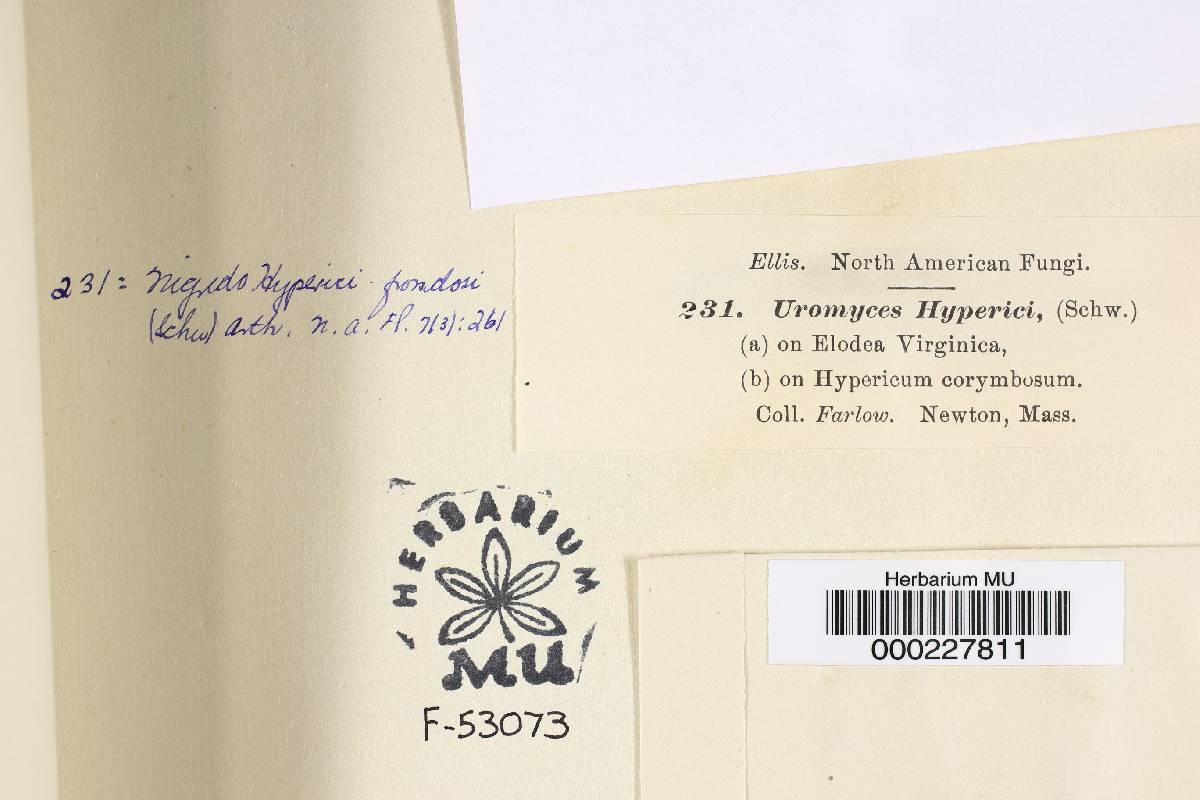 231 = Nigredo Hyperici-frondosi
(Schw) Arth. N. A. Fl. 7(3): 261
Ellis. North American Fungi.
231. Uromyces Hyperici, (Schw.)
(a) on Elodea Virginica,
(b) on Hypericum corymbosum.
Coll. Farlow. Newton, Mass.
HERBARIUM
MU
F-53073
Herbarium MU
000227811